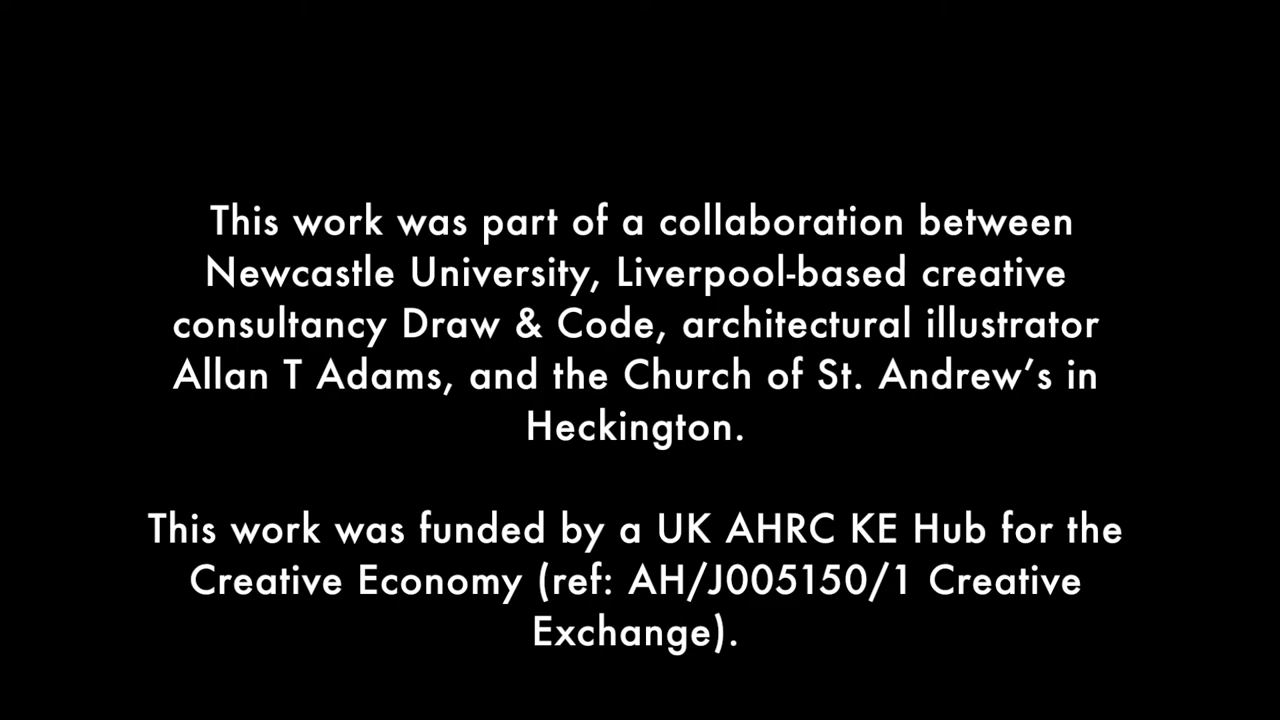 This work was part of a collaboration between
Newcastle University, Liverpool-based creative
consultancy Draw & Code, architectural illustrator
Allan T Adams, and the Church of St. Andrew’s in
Heckington.
This work was funded by a UK AHRC KE Hub for the
Creative Economy (ref: AH/J005150/1 Creative
Exchange).